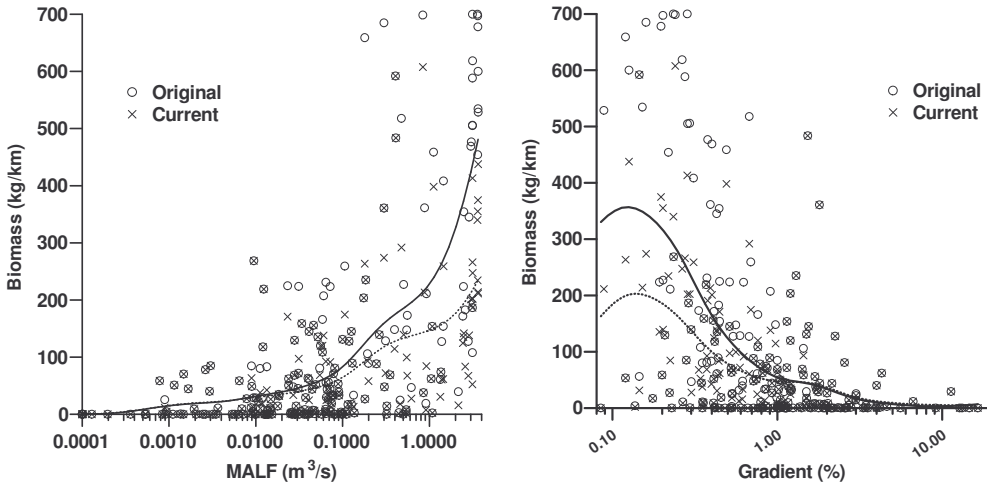 700
600
500
400
300
200
100
0
Biomass (kg/km)
Original
Current
0.0001 0.0010 0.0100 0.1000 1.0000
MALF (m³/s)
700
600
500
400
300
200
100
0
Biomass (kg/km)
Original
Current
0.10 1.00 10.00
Gradient (%)